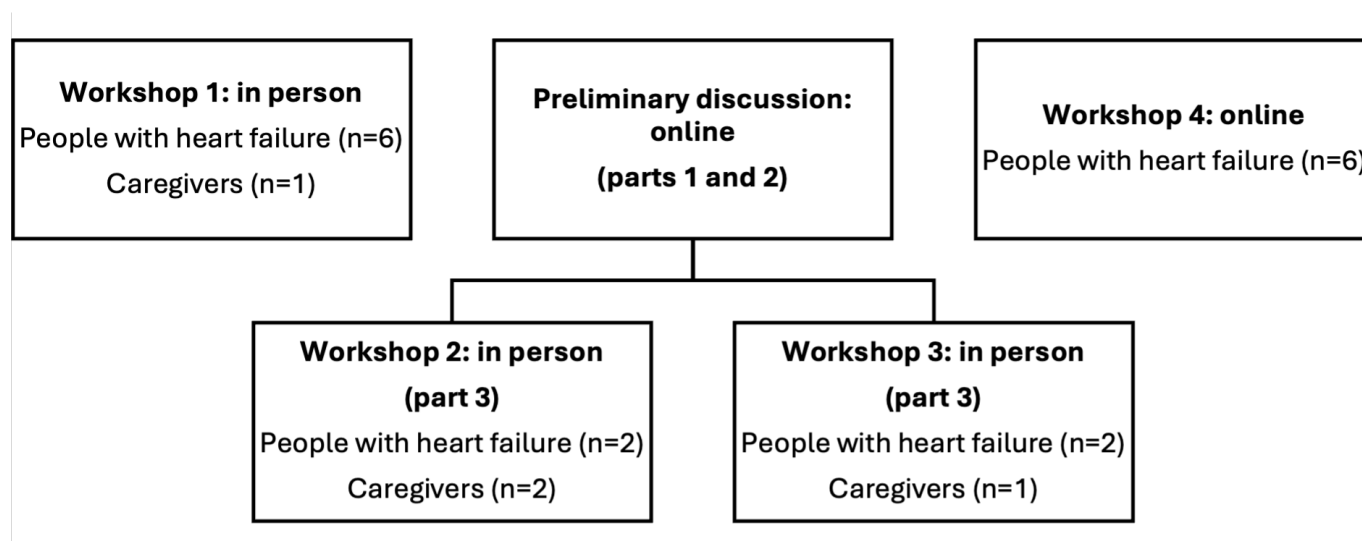 Workshop 1: in person
People with heart failure (n=6)
Caregivers (n=1)
Preliminary discussion:
online
(parts 1 and 2)
Workshop 4: online
People with heart failure (n=6)
Workshop 2: in person
(part 3)
People with heart failure (n=2)
Caregivers (n=2)
Workshop 3: in person
(part 3)
People with heart failure (n=2)
Caregivers (n=1)